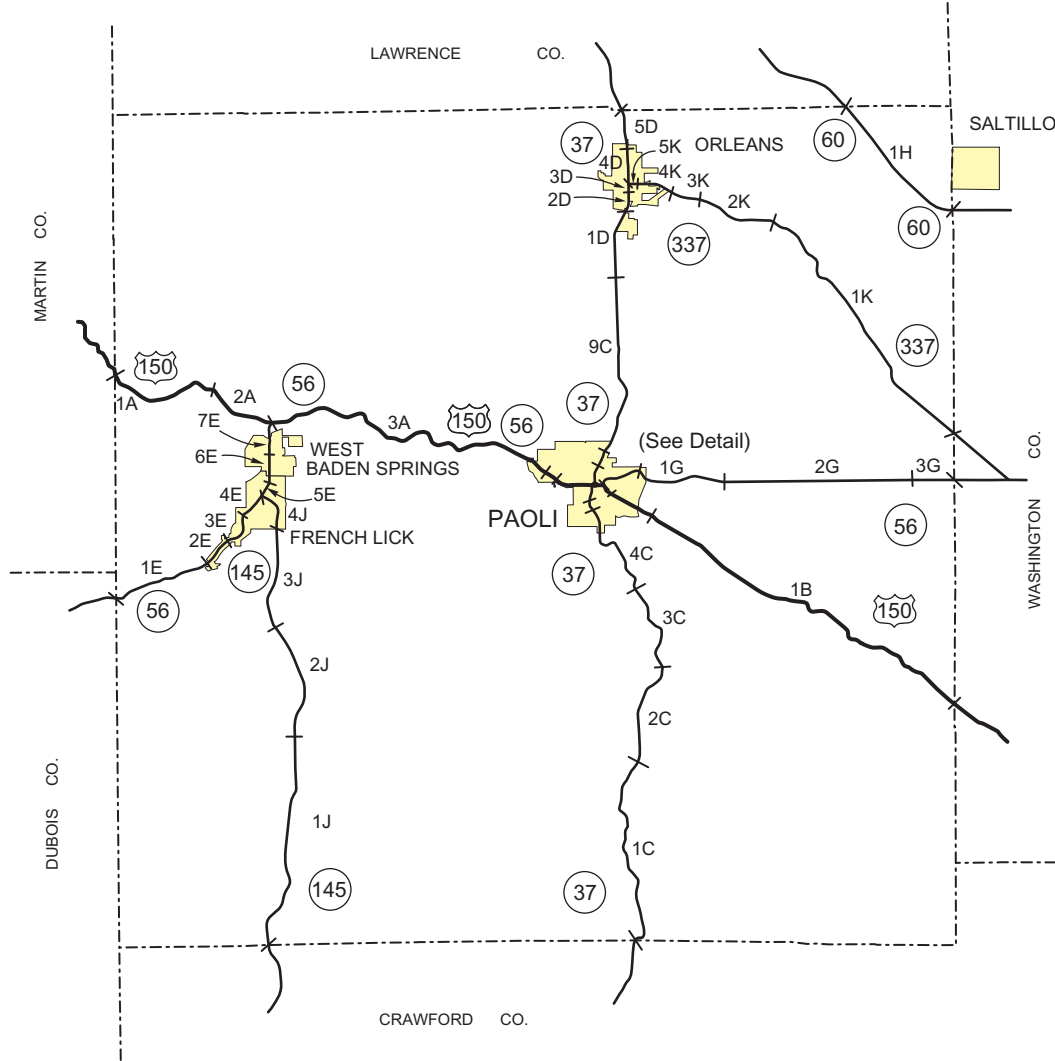 LAWRENCE CO.
SALTILLO
60
1H
60
37
5D
5K
ORLEANS
4D
4K
3D
3K
2D
2K
1D
337
1K
337
MARTIN CO.
150
56
1A
2A
3A
150
56
9C
37
7E
WEST
BADEN SPRINGS
6E
(See Detail)
1G
2G
3G
56
WASHINGTON CO.
4E
5E
3E
4J
FRENCH LICK
2E
1E
145
3J
56
PAOLI
37
4C
3C
1B
150
2J
2C
1J
1C
DUBOIS CO.
145
37
CRAWFORD CO.